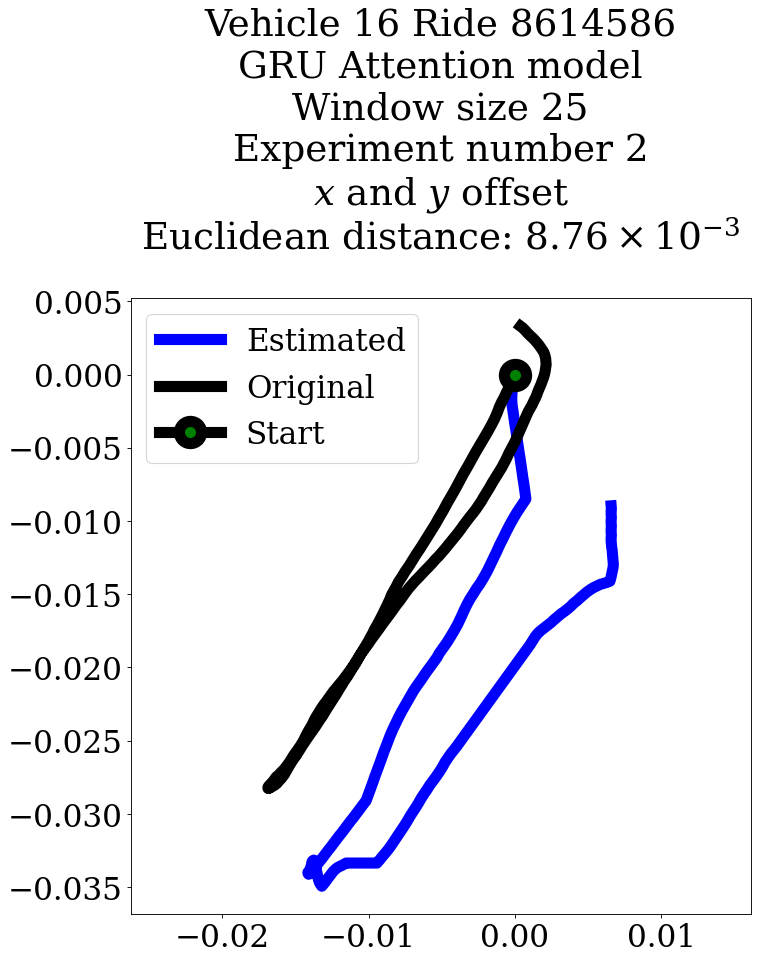 Vehicle 16 Ride 8614586
GRU Attention model
Window size 25
Experiment number 2
x and y offset
Euclidean distance: 8.76 × 10⁻³
0.005
0.000
−0.005
−0.010
−0.015
−0.020
−0.025
−0.030
−0.035
Estimated
Original
Start
−0.02 −0.01 0.00 0.01